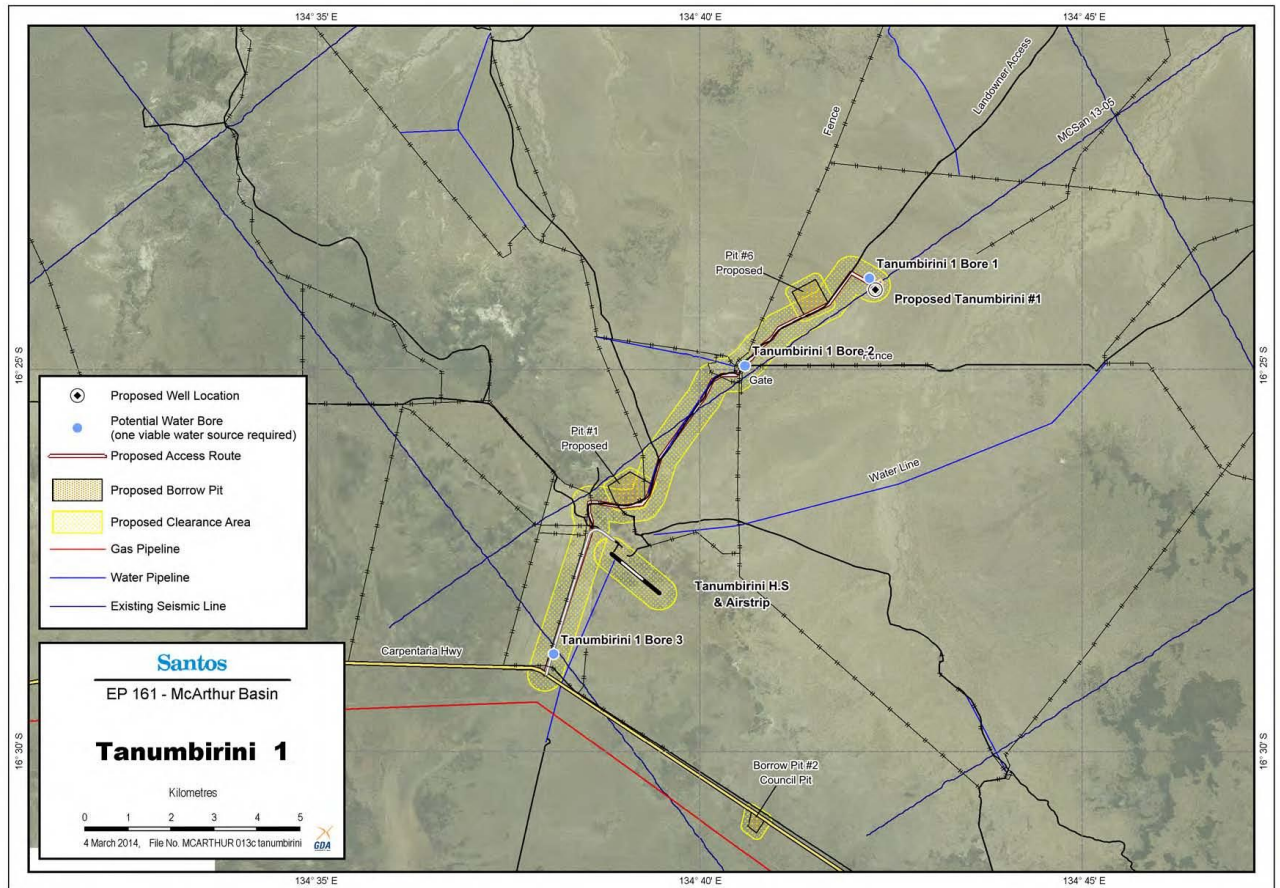 134° 35' E
134° 40' E
134° 45' E
Landowner Access
Fence
MCSan 13-05
Pit #6
Proposed
Tanumbirini 1 Bore 1
Proposed Tanumbirini #1
Tanumbirini 1 Bore 2
Fence
Gate
16° 25' S
16° 25' S
Pit #1
Proposed
Water Line
Tanumbirini H.S
& Airstrip
Tanumbirini 1 Bore 3
Carpentaria Hwy
Borrow Pit #2
Council Pit
16° 30' S
16° 30' S
Proposed Well Location
Potential Water Bore
(one viable water source required)
Proposed Access Route
Proposed Borrow Pit
Proposed Clearance Area
Gas Pipeline
Water Pipeline
Existing Seismic Line
Santos
EP 161 - McArthur Basin
Tanumbirini 1
Kilometres
0 1 2 3 4 5
4 March 2014, File No. MCARTHUR 013c tanumbirini
GDA
134° 35' E
134° 40' E
134° 45' E